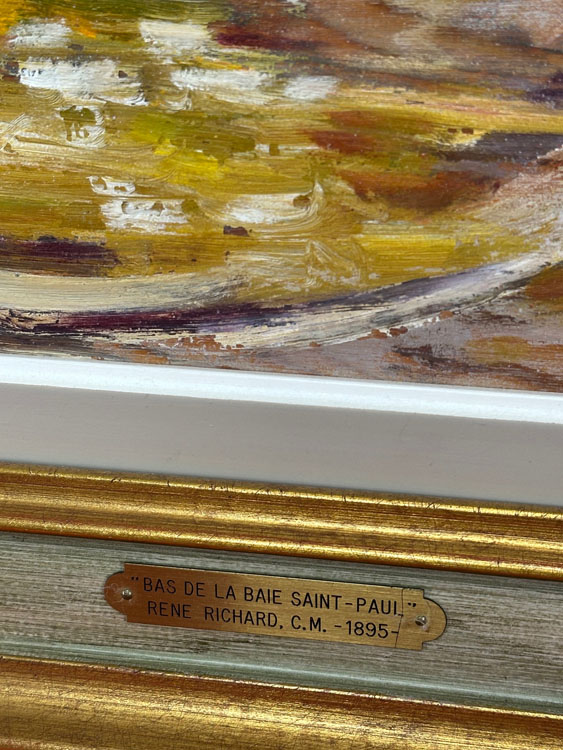 "BAS DE LA BAIE SAINT-PAUL"
RENE RICHARD, C.M. -1895-